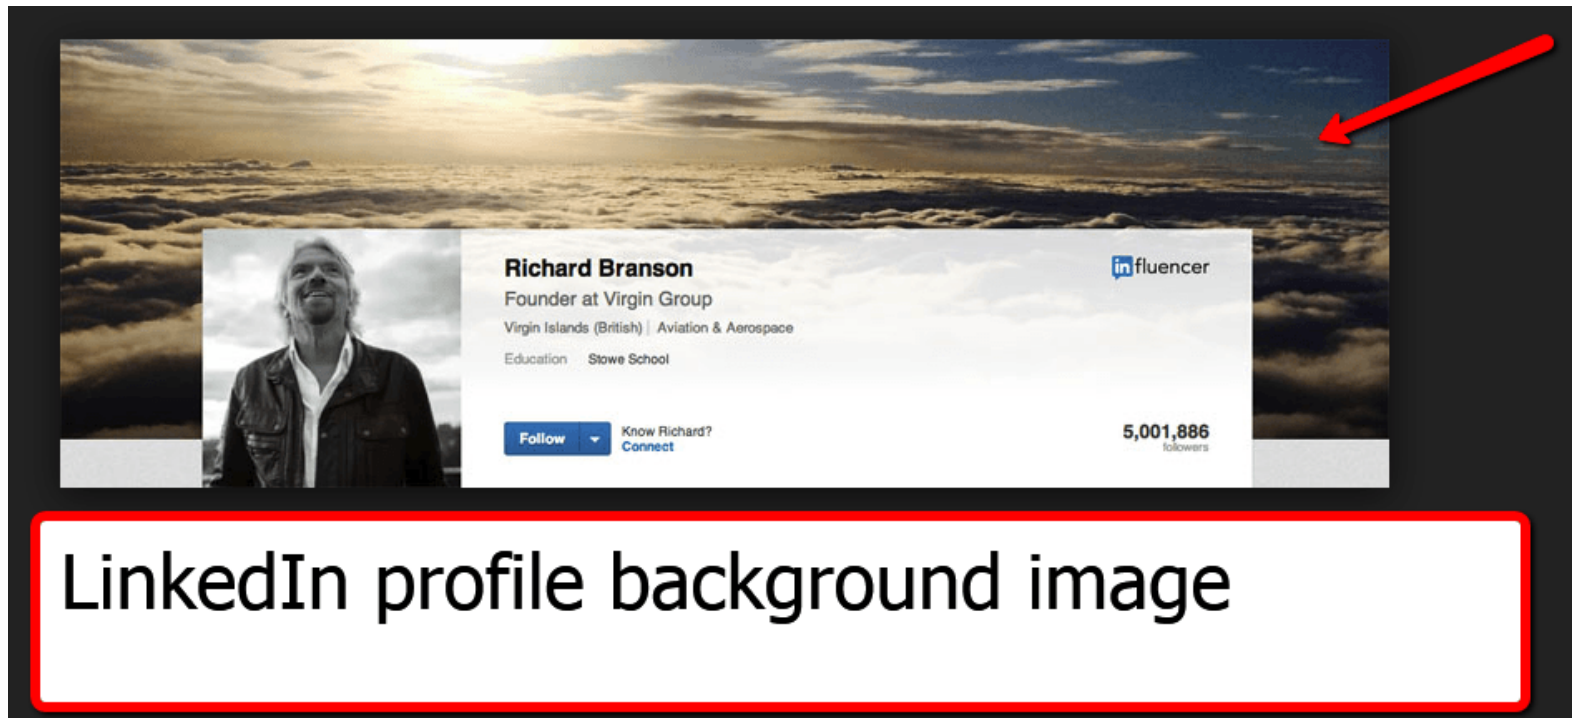 Richard Branson
influencer
Founder at Virgin Group
Virgin Islands (British) | Aviation & Aerospace
Education Stowe School
Follow
Know Richard?
Connect
5,001,886
followers
LinkedIn profile background image